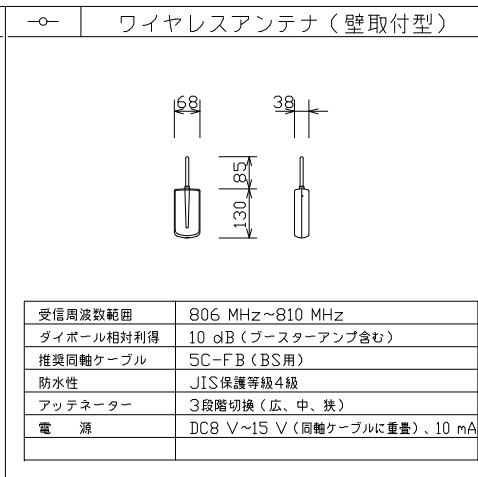 ワイヤレスアンテナ（壁取付型）
68
38
85
130
受信周波数範囲 806 MHz～810 MHz
ダイポール相対利得 10 dB（ブースターアンプ含む）
推奨同軸ケーブル 5C-FB（BS用）
防水性 JIS保護等級4級
アッテネーター 3段階切換（広、中、狭）
電 源 DC8 V～15 V（同軸ケーブルに重畳）、10 mA